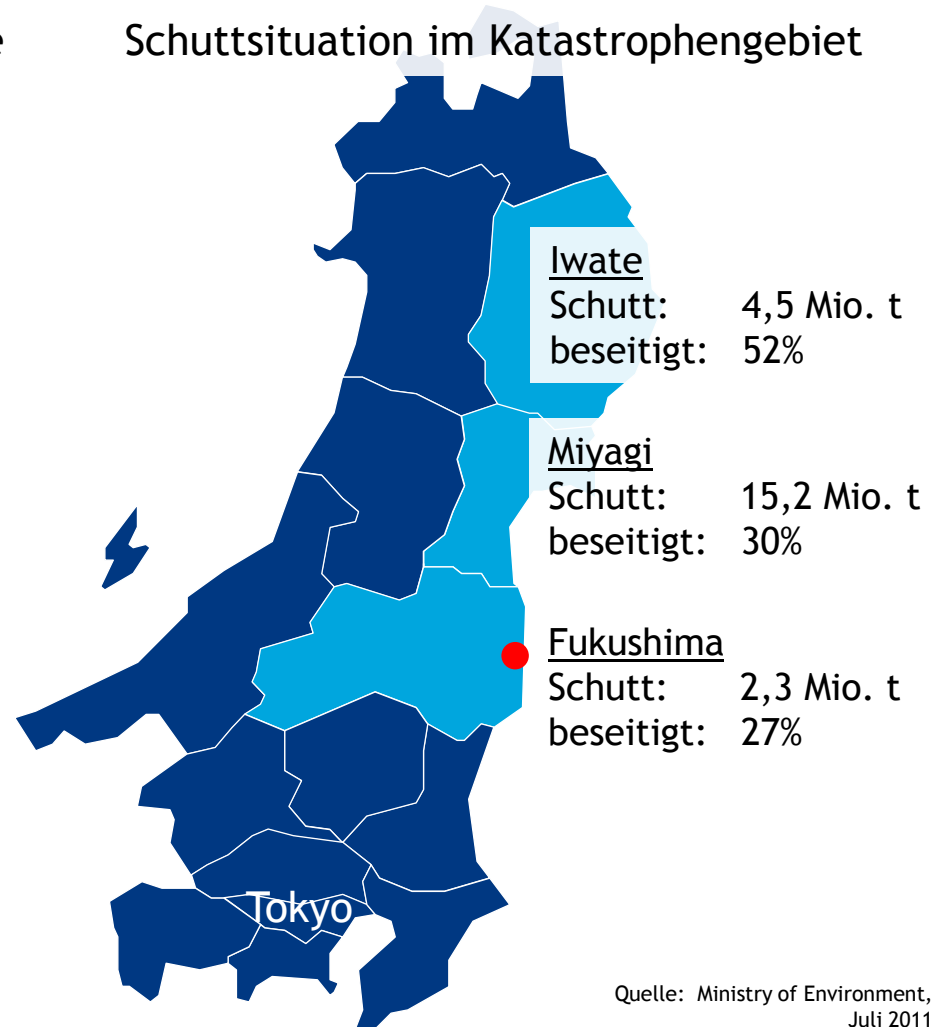 e
Schuttsituation im Katastrophengebiet
Iwate
Schutt: 4,5 Mio. t
beseitigt: 52%
Miyagi
Schutt: 15,2 Mio. t
beseitigt: 30%
Fukushima
Schutt: 2,3 Mio. t
beseitigt: 27%
Tokyo
Quelle: Ministry of Environment,
Juli 2011